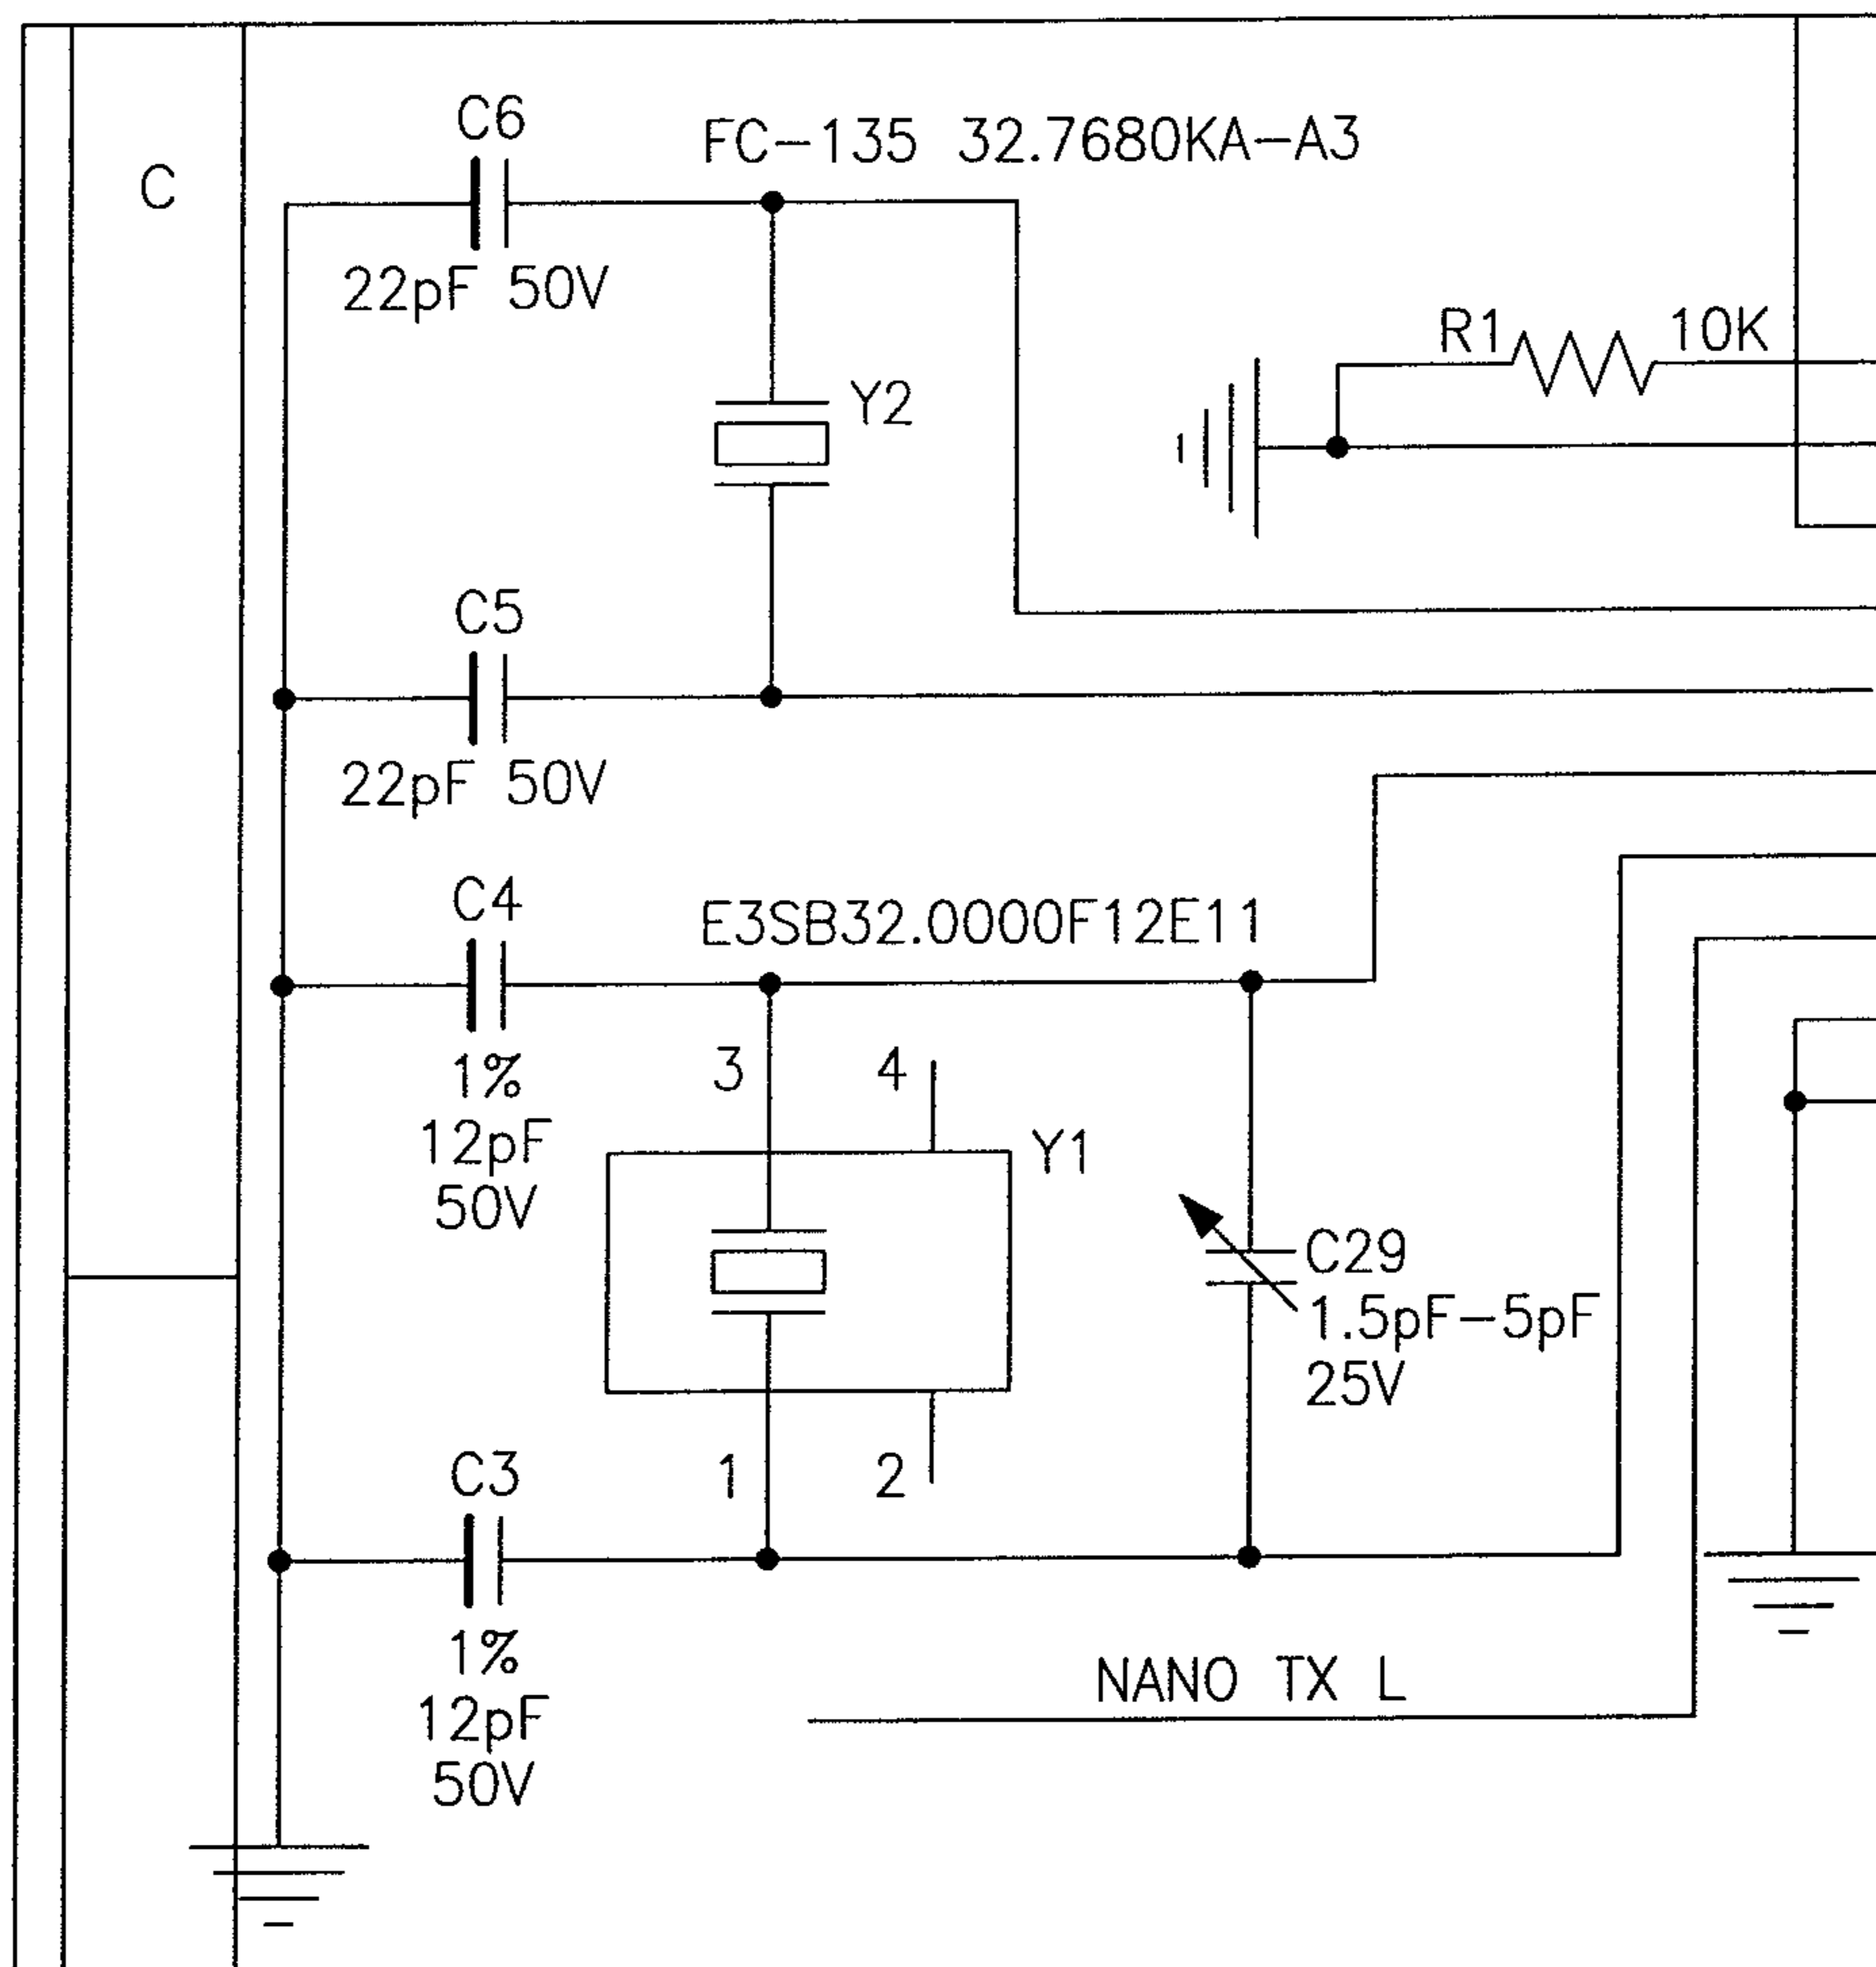 C
C6
FC-135 32.7680KA-A3
22pF 50V
R1
10K
Y2
C5
22pF 50V
C4
E3SB32.0000F12E11
1%
12pF
50V
3
4
Y1
C29
1.5pF-5pF
25V
1
2
C3
1%
12pF
50V
NANO TX L